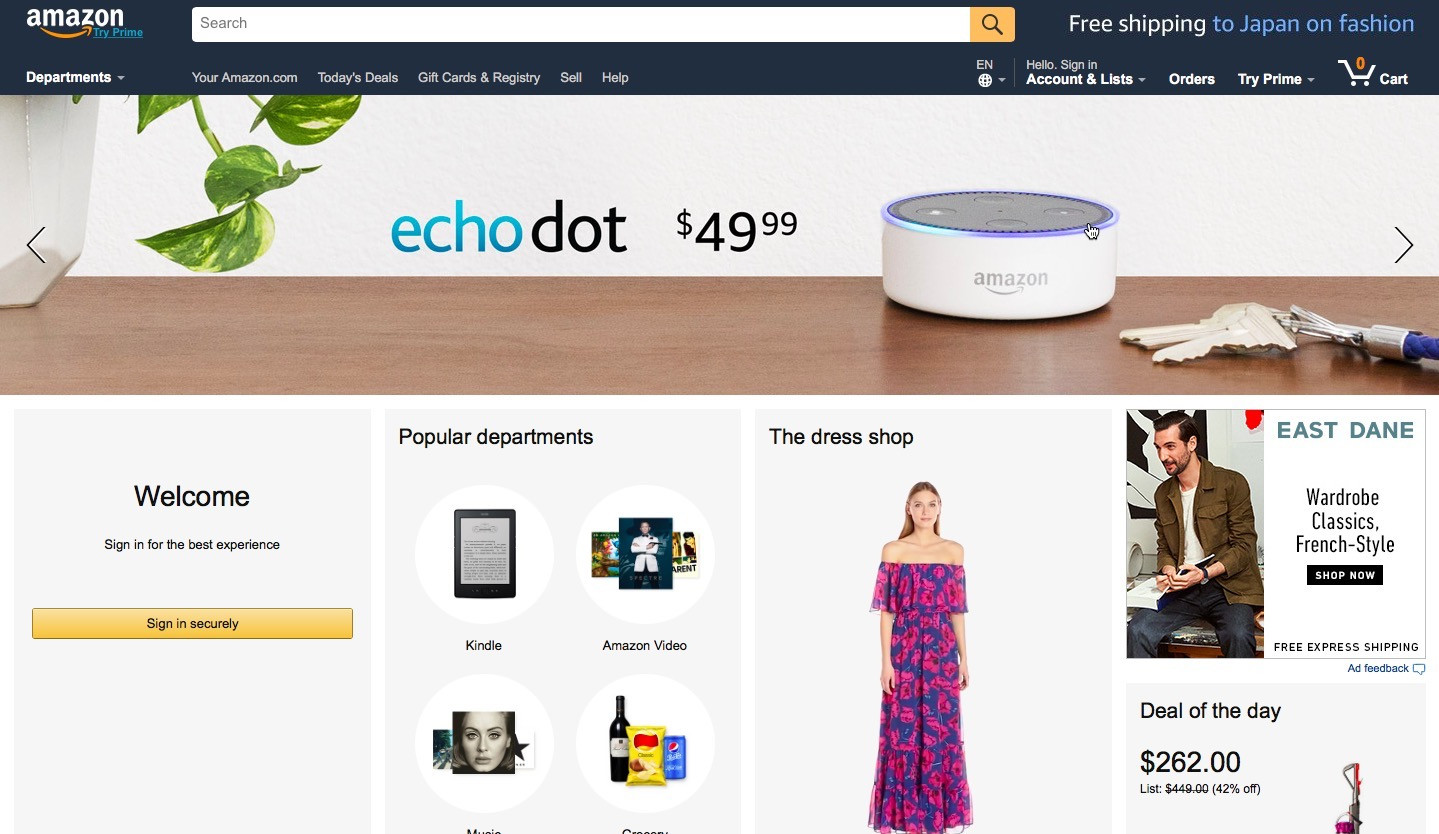 amazon
Try Prime
Search
Free shipping to Japan on fashion
Departments
Your Amazon.com
Today's Deals
Gift Cards & Registry
Sell
Help
EN
Hello. Sign in
Account & Lists
Orders
Try Prime
0
Cart
echo dot
$49 99
amazon
Welcome
Sign in for the best experience
Sign in securely
Popular departments
Kindle
SPECTRE
Amazon Video
Music
Grocery
The dress shop
EAST DANE
Wardrobe
Classics,
French-Style
SHOP NOW
FREE EXPRESS SHIPPING
Ad feedback
Deal of the day
$262.00
List: $449.00 (42% off)